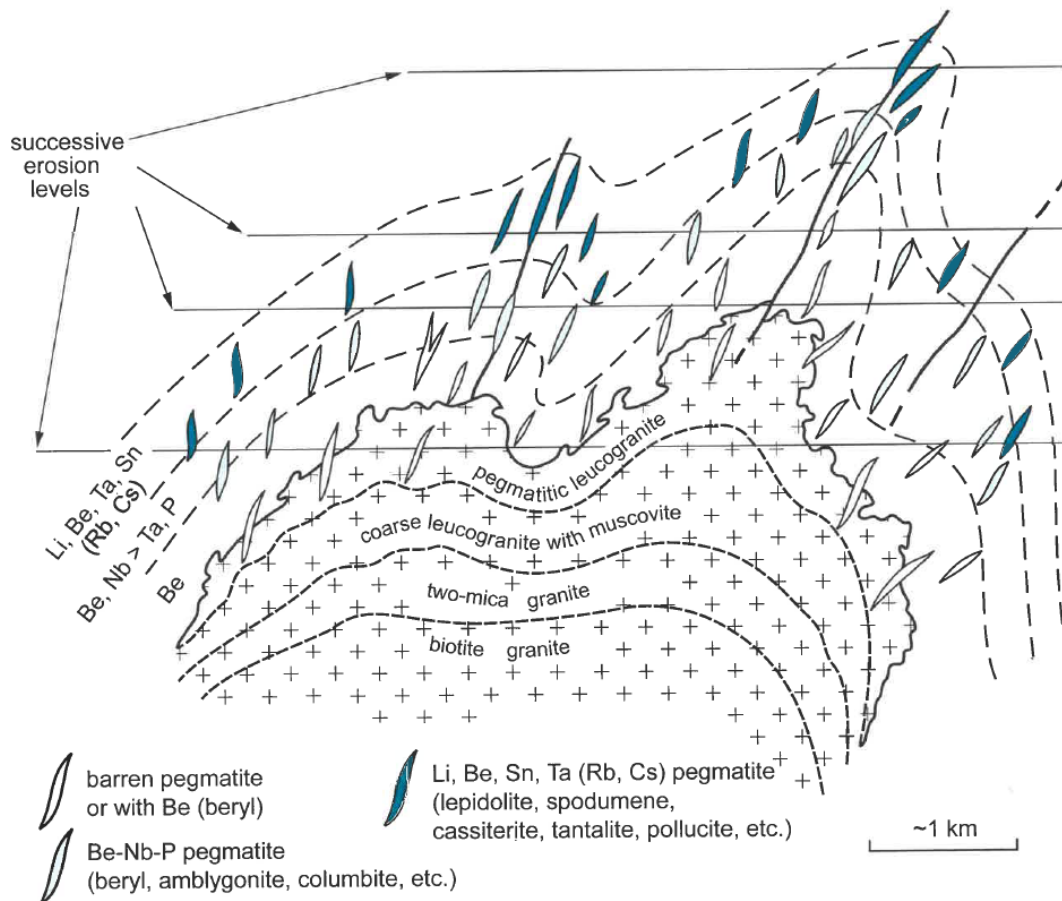 successive
erosion
levels
Li, Be, Ta, Sn
(Rb, Cs)
Be, Nb > Ta, P
Be
pegmatitic leucogranite
coarse leucogranite with muscovite
two-mica granite
biotite granite
barren pegmatite
or with Be (beryl)
Be-Nb-P pegmatite
(beryl, amblygonite, columbite, etc.)
Li, Be, Sn, Ta (Rb, Cs) pegmatite
(lepidolite, spodumene,
cassiterite, tantalite, pollucite, etc.)
~1 km